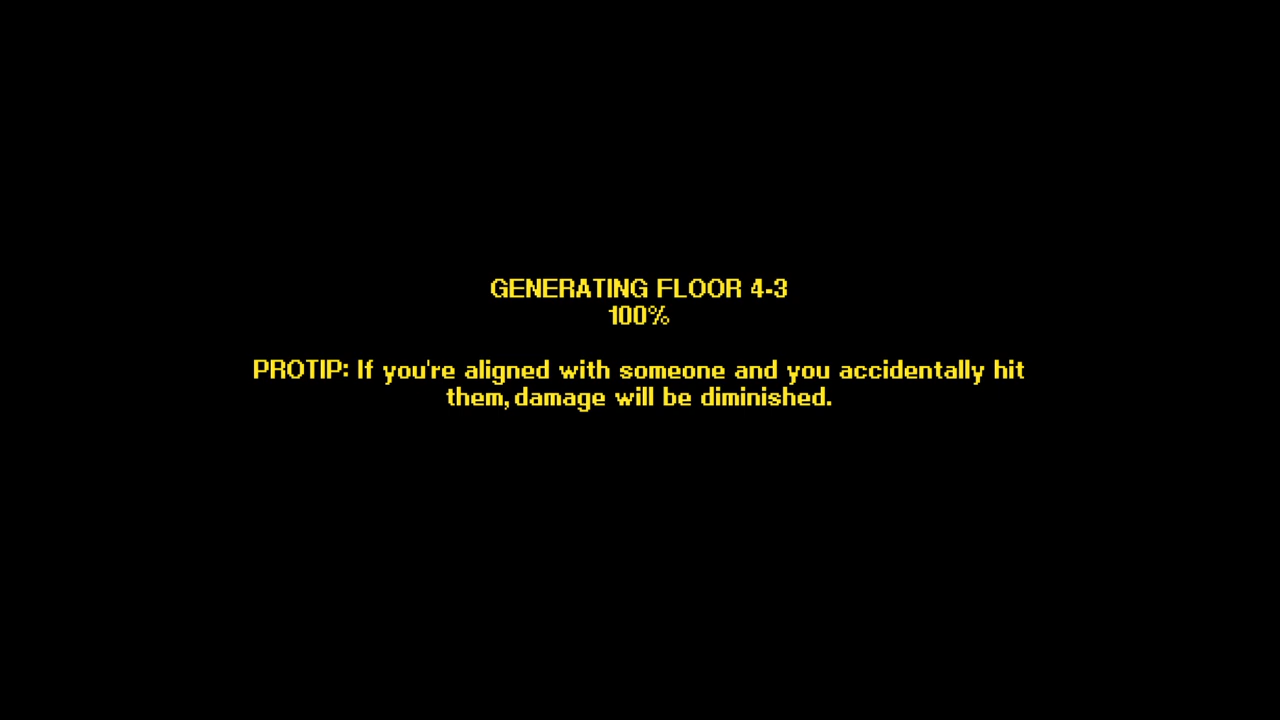 GENERATING FLOOR 4-3
100%
PROTIP: If you're aligned with someone and you accidentally hit
them, damage will be diminished.